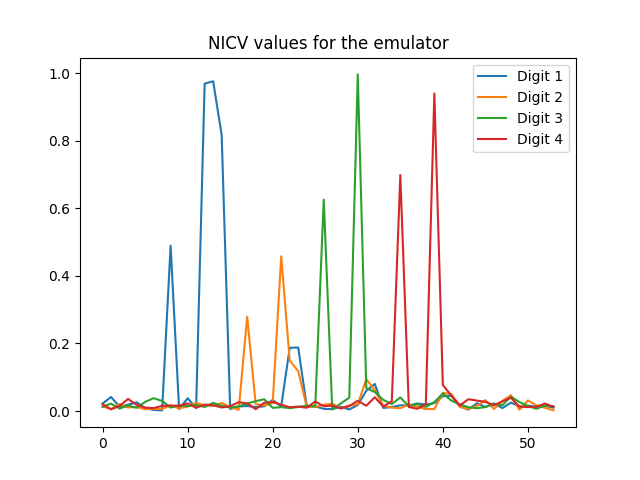 NICV values for the emulator
Digit 1
Digit 2
Digit 3
Digit 4
1.0
0.8
0.6
0.4
0.2
0.0
0 10 20 30 40 50